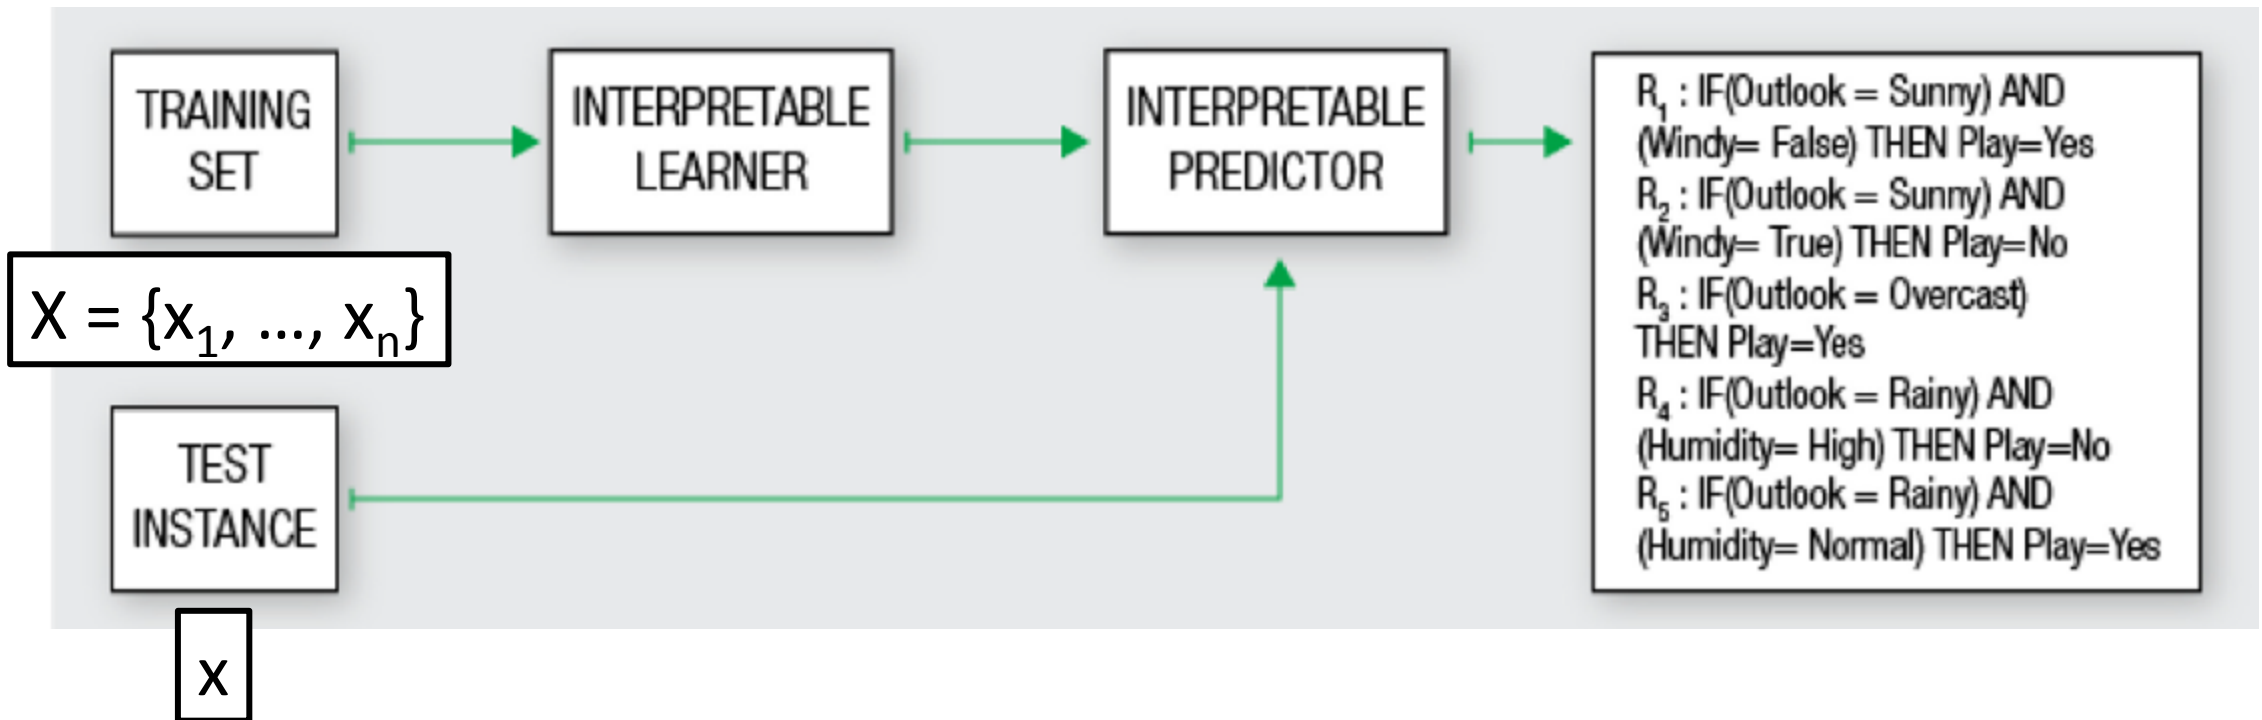 TRAINING
SET
X = {x₁, ..., xₙ}
TEST
INSTANCE
x
INTERPRETABLE
LEARNER
INTERPRETABLE
PREDICTOR
R₁ : IF(Outlook = Sunny) AND
(Windy= False) THEN Play=Yes
R₂ : IF(Outlook = Sunny) AND
(Windy= True) THEN Play=No
R₃ : IF(Outlook = Overcast)
THEN Play=Yes
R₄ : IF(Outlook = Rainy) AND
(Humidity= High) THEN Play=No
R₅ : IF(Outlook = Rainy) AND
(Humidity= Normal) THEN Play=Yes